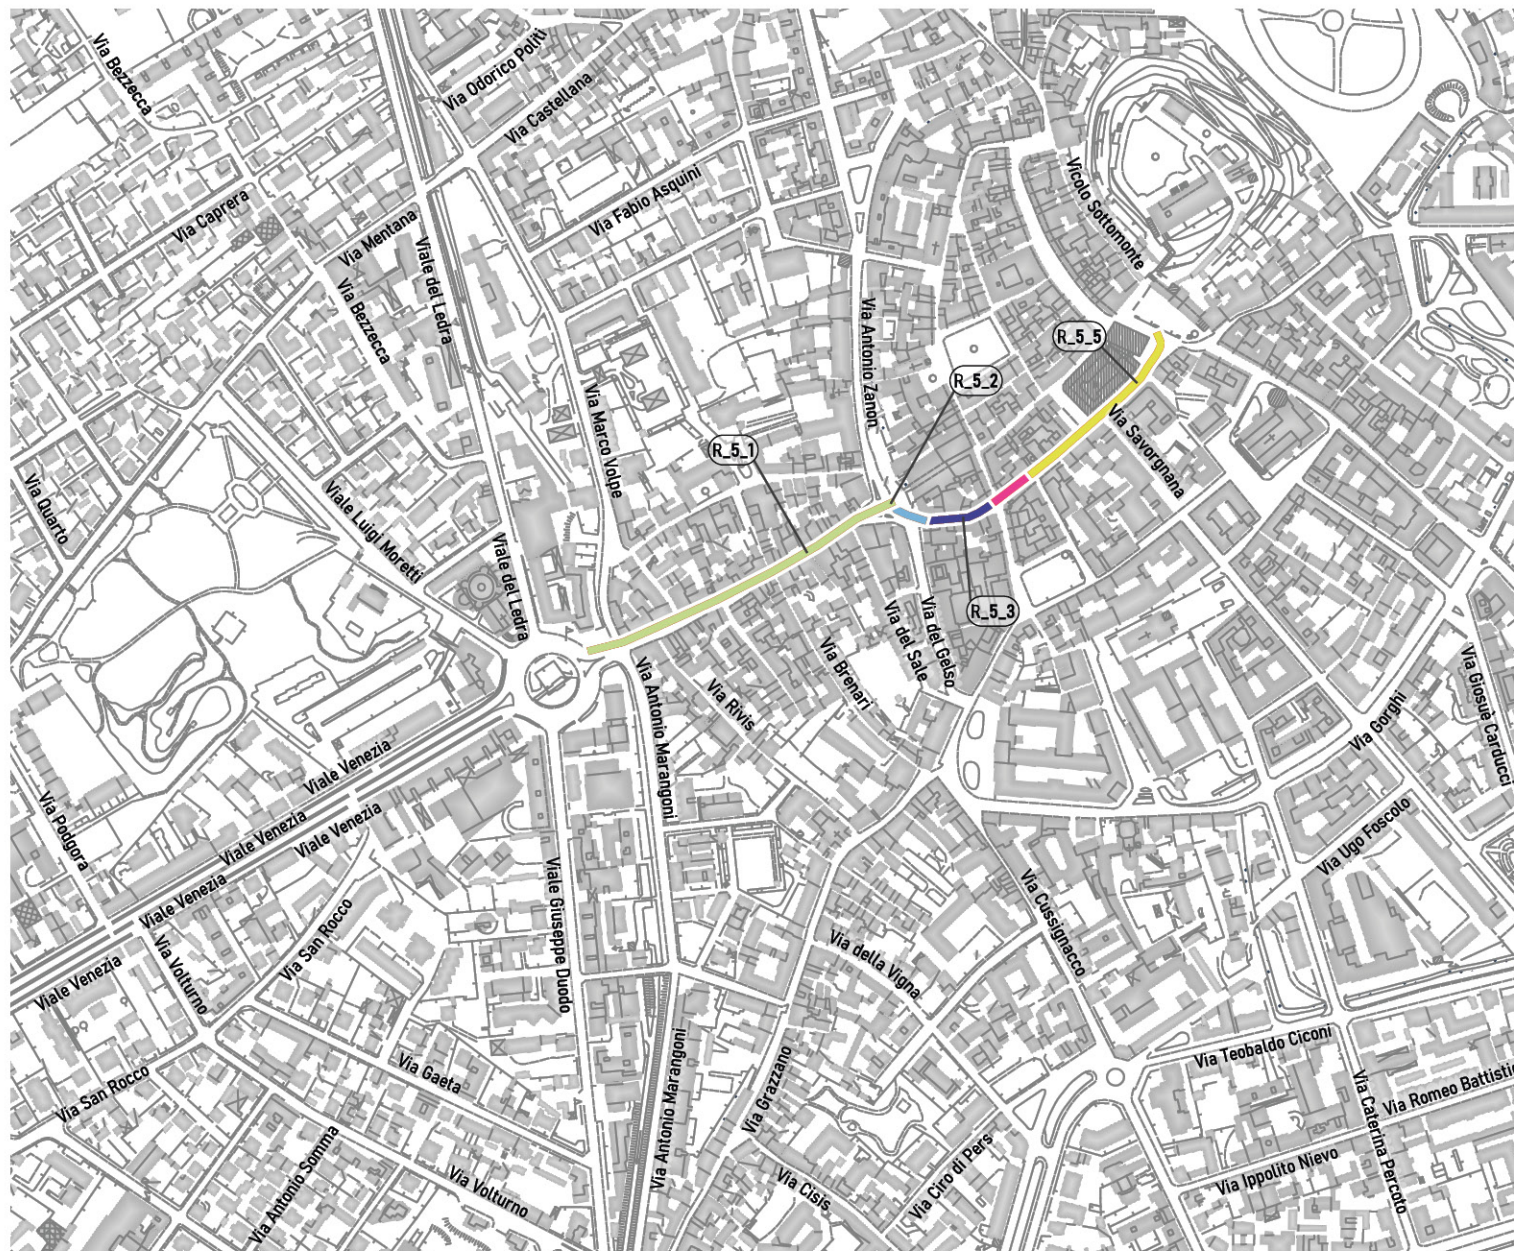 Via Bezzecca
Via Odorico Politi
Via Castellana
Via Fabio Asquini
Vicolo Sottomonte
Via Caprera
Via Mentana
Viale del Ledra
Via Bezzecca
Via Antonio Zanon
R_5_5
R_5_2
Via Savorgnana
Via Marco Volpe
R_5_1
Via Quarto
Viale Luigi Moretti
Viale del Ledra
R_5_3
Via del Gelso
Via del Sale
Via Brenari
Via Rivis
Via Antonio Marangoni
Via Giosuè Carducci
Via Gorghi
Viale Venezia
Viale Venezia
Viale Venezia
Via Podgora
Via Ugo Foscolo
Viale Venezia
Viale Giuseppe Duodo
Via Cussignacco
Via San Rocco
Via Volturno
Via della Vigna
Viale Venezia
Via Teobaldo Ciconi
Via San Rocco
Via Gaeta
Via Antonio Marangoni
Via Grazzano
Via Caterina Percoto
Via Romeo Battistig
Via Antonio Somma
Via Volturno
Via Cisis
Via Ciro di Pers
Via Ippolito Nievo